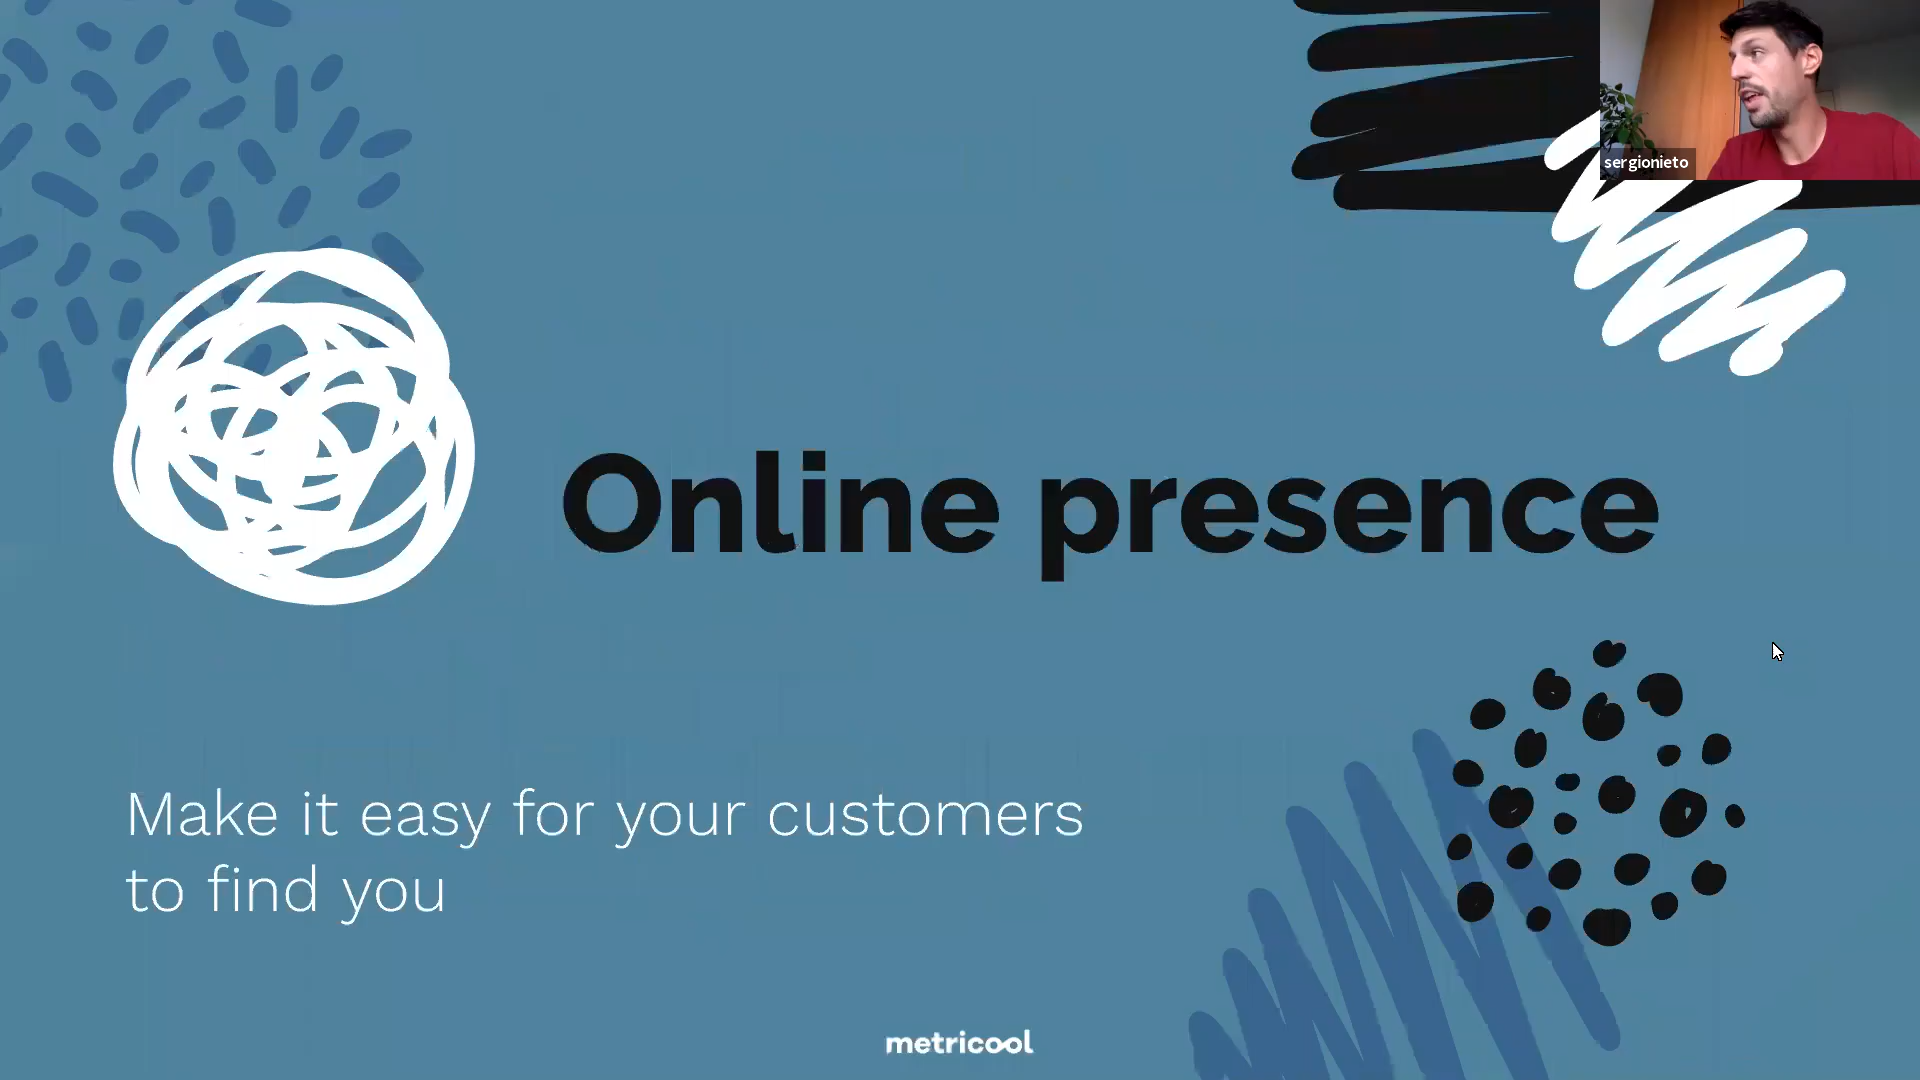 sergionieto
Online presence
Make it easy for your customers
to find you
metricool